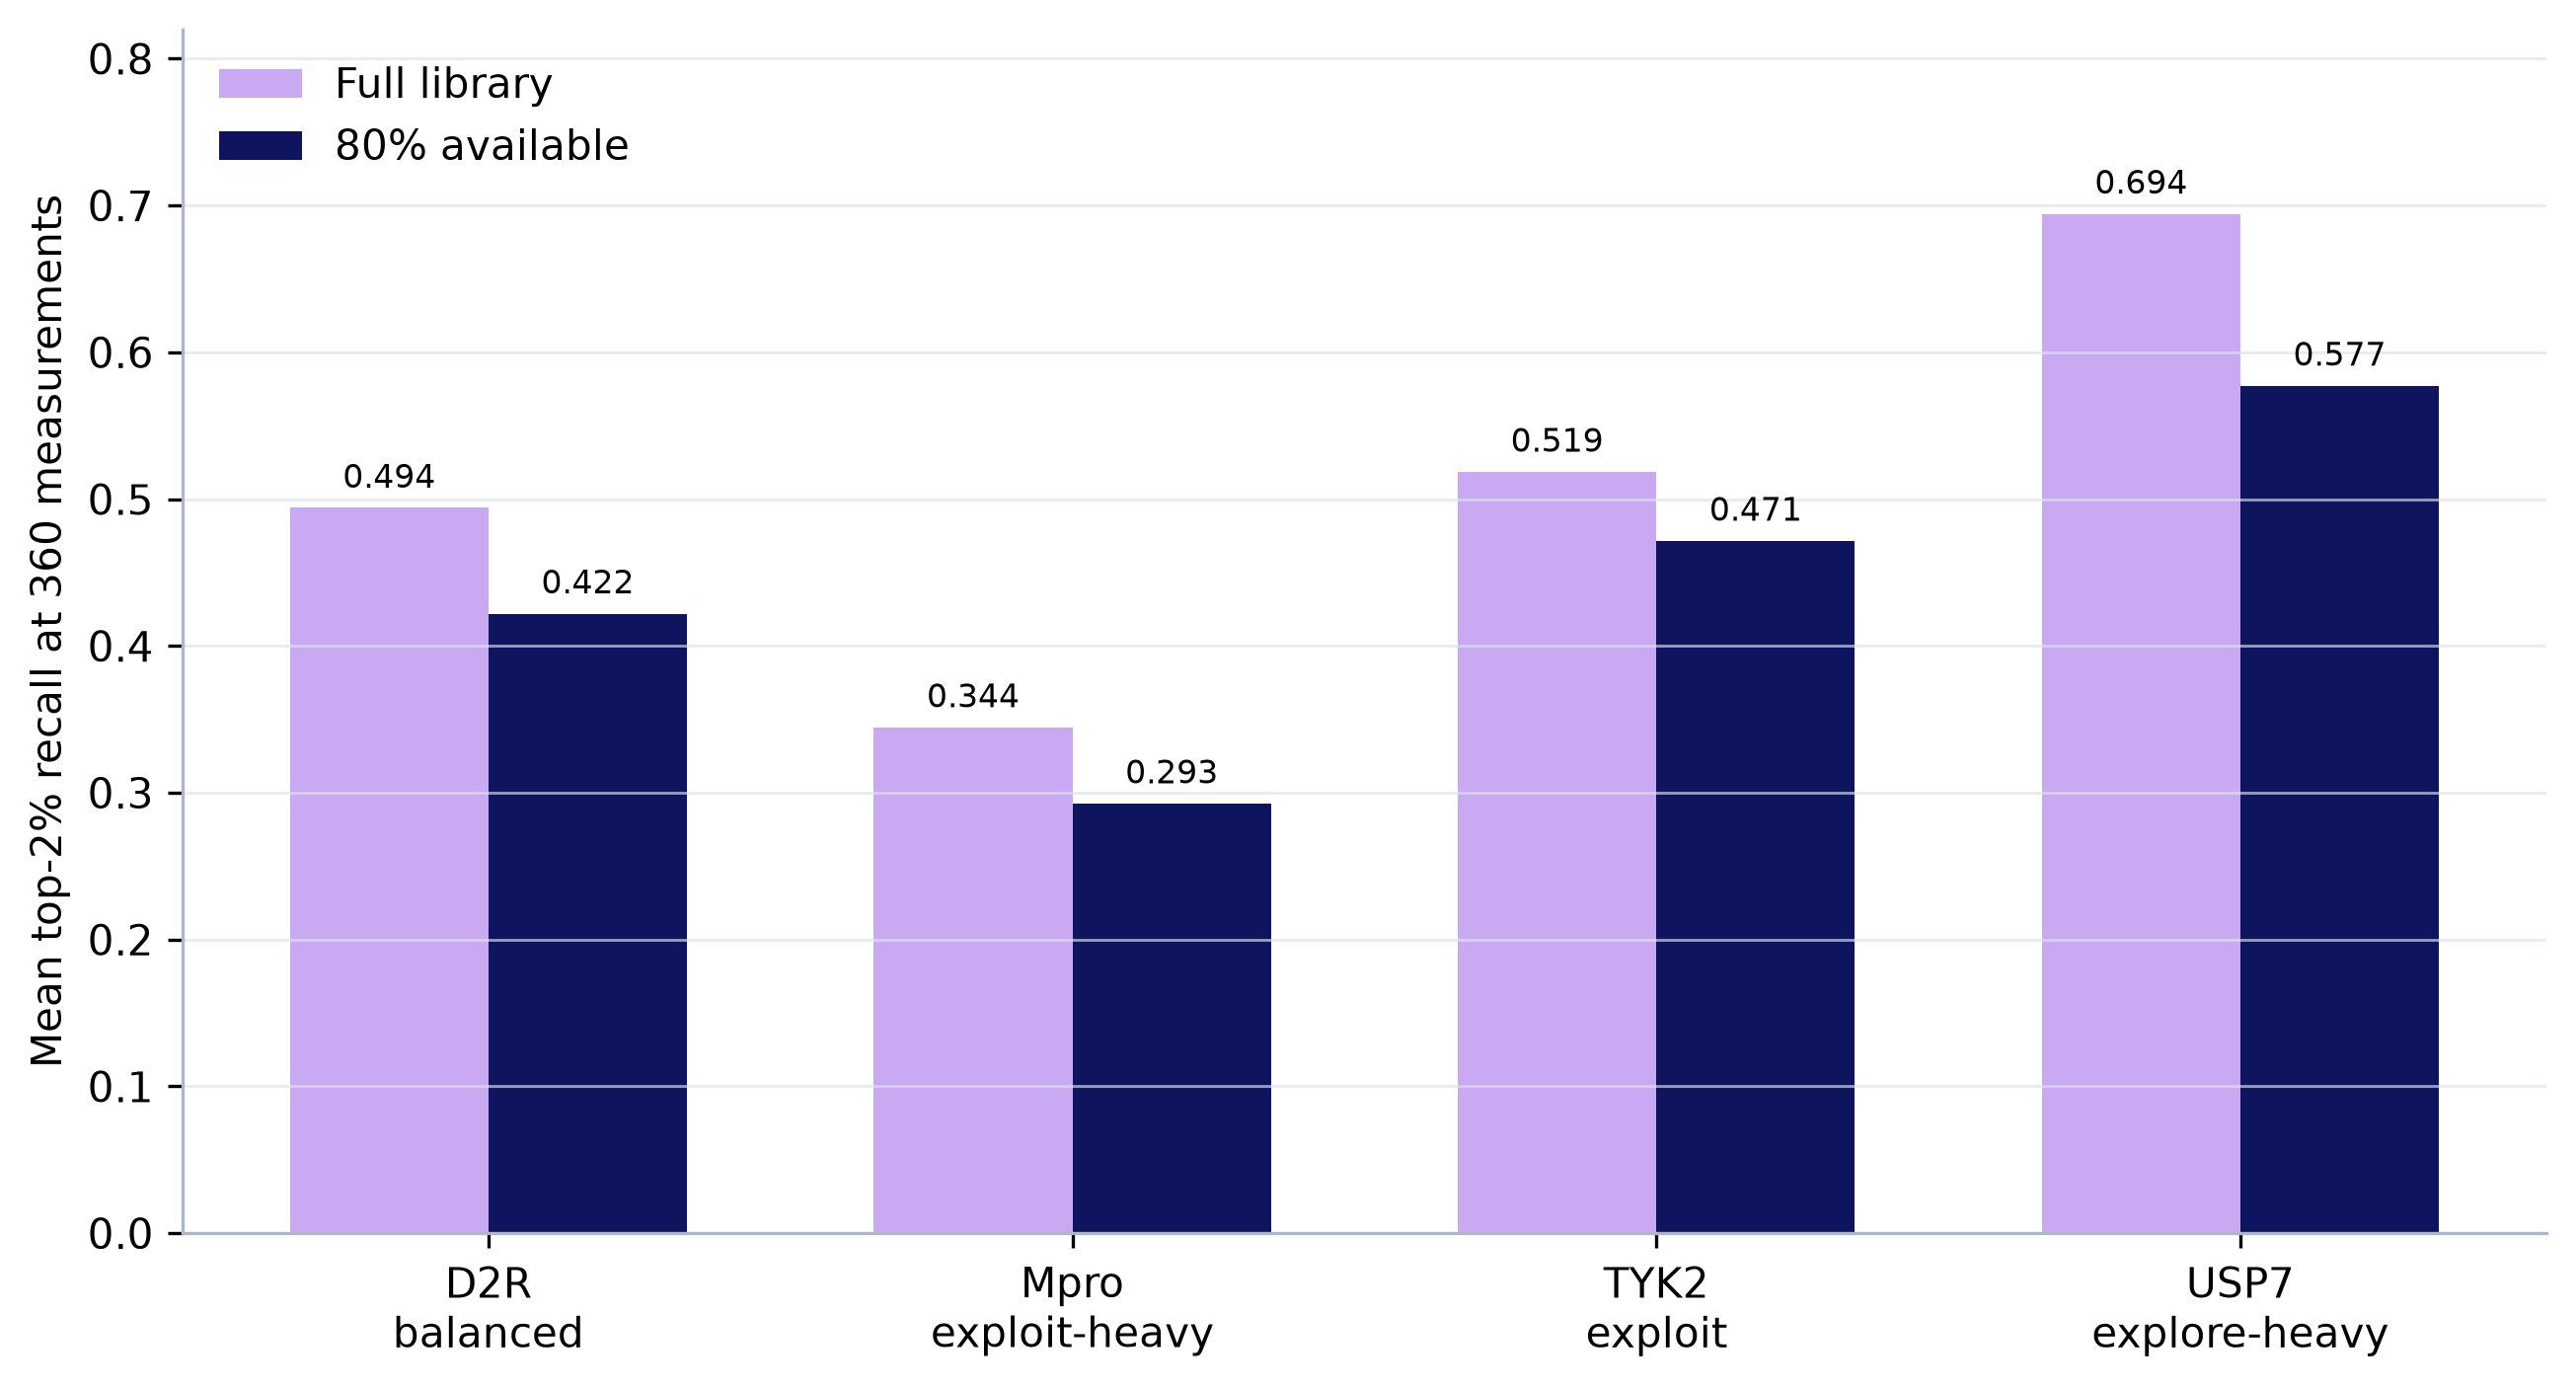 Mean top-2% recall at 360 measurements
0.8
0.7
0.6
0.5
0.4
0.3
0.2
0.1
0.0
Full library
80% available
0.494
0.422
0.344
0.293
0.519
0.471
0.694
0.577
D2R
balanced
Mpro
exploit-heavy
TYK2
exploit
USP7
explore-heavy